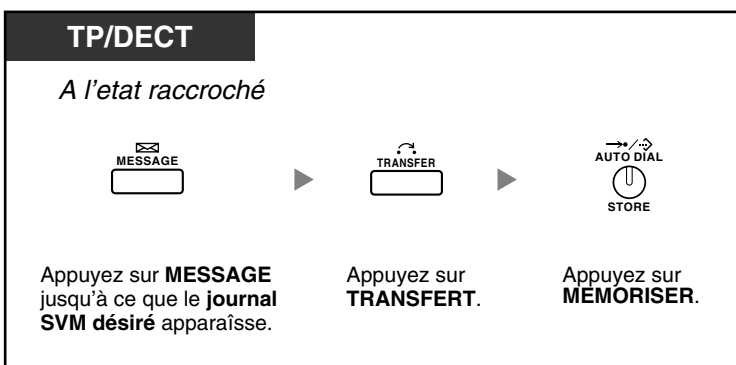 TP/DECT
A l'etat raccroché
MESSAGE
TRANSFER
AUTO DIAL
STORE
Appuyez sur MESSAGE
jusqu'à ce que le journal
SVM désiré apparaîsse.
Appuyez sur
TRANSFERT.
Appuyez sur
MEMORISER.